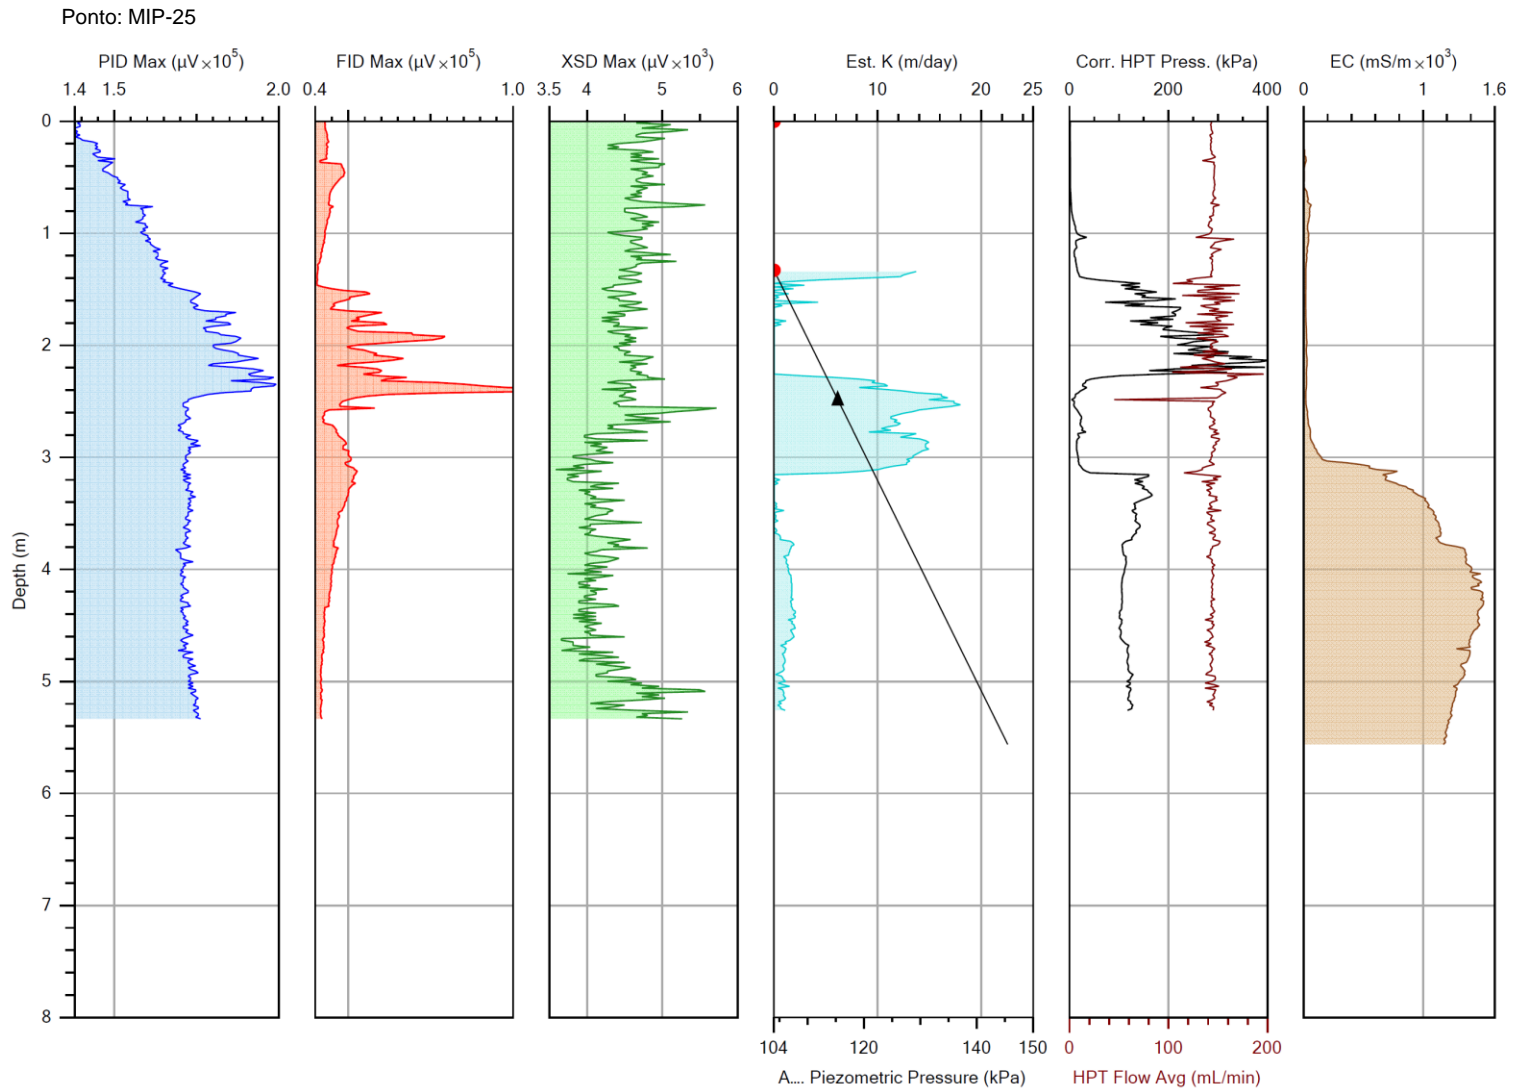 Ponto: MIP-25
PID Max (µV ×10⁵) FID Max (µV ×10⁵) XSD Max (µV ×10³) Est. K (m/day) Corr. HPT Press. (kPa) EC (mS/m ×10³)
1.4 1.5 2.0 0.4 1.0 3.5 4 5 6 0 10 20 25 0 200 400 0 1 1.6
0
1
2
3
4
5
6
7
8
Depth (m)
104 120 140 150 0 100 200
A.... Piezometric Pressure (kPa) HPT Flow Avg (mL/min)